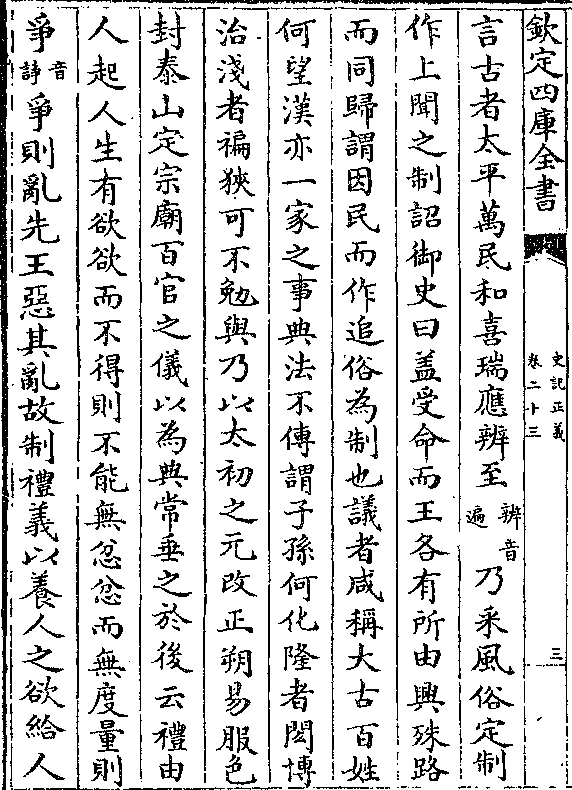 欽定四庫全書
史記正義
卷二十三
三
言古者太平萬民和喜瑞應辨至辨音遍乃采風俗定制
作上聞之制詔御史曰盖受命而王各有所由興殊路
而同歸謂因民而作追俗為制也議者咸稱太古百姓
何望漢亦一家之事典法不傳謂子孫何化隆者閎博
治淺者褊狹可不勉與乃以太初之元改正朔易服色
封泰山定宗廟百官之儀以為典常垂之於後云禮由
人起人生有欲欲而不得則不能無忿忿而無度量則
爭音諍爭則亂先王惡其亂故制禮義以養人之欲給人